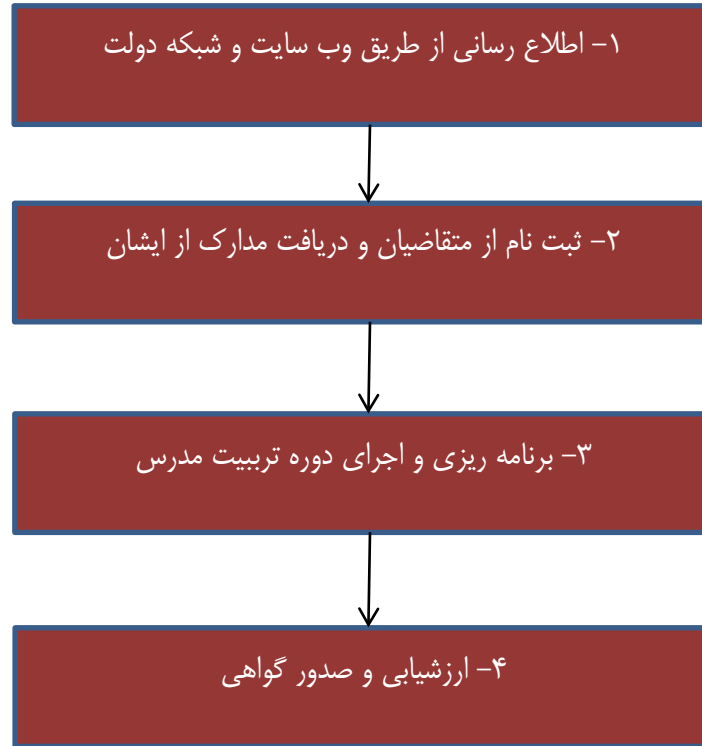 ۱- اطلاع رسانی از طریق وب سایت و شبکه دولت
۲- ثبت نام از متقاضیان و دریافت مدارک از ایشان
۳- برنامه ریزی و اجرای دوره تربببیت مدرس
۴- ارزشیابی و صدور گواهی